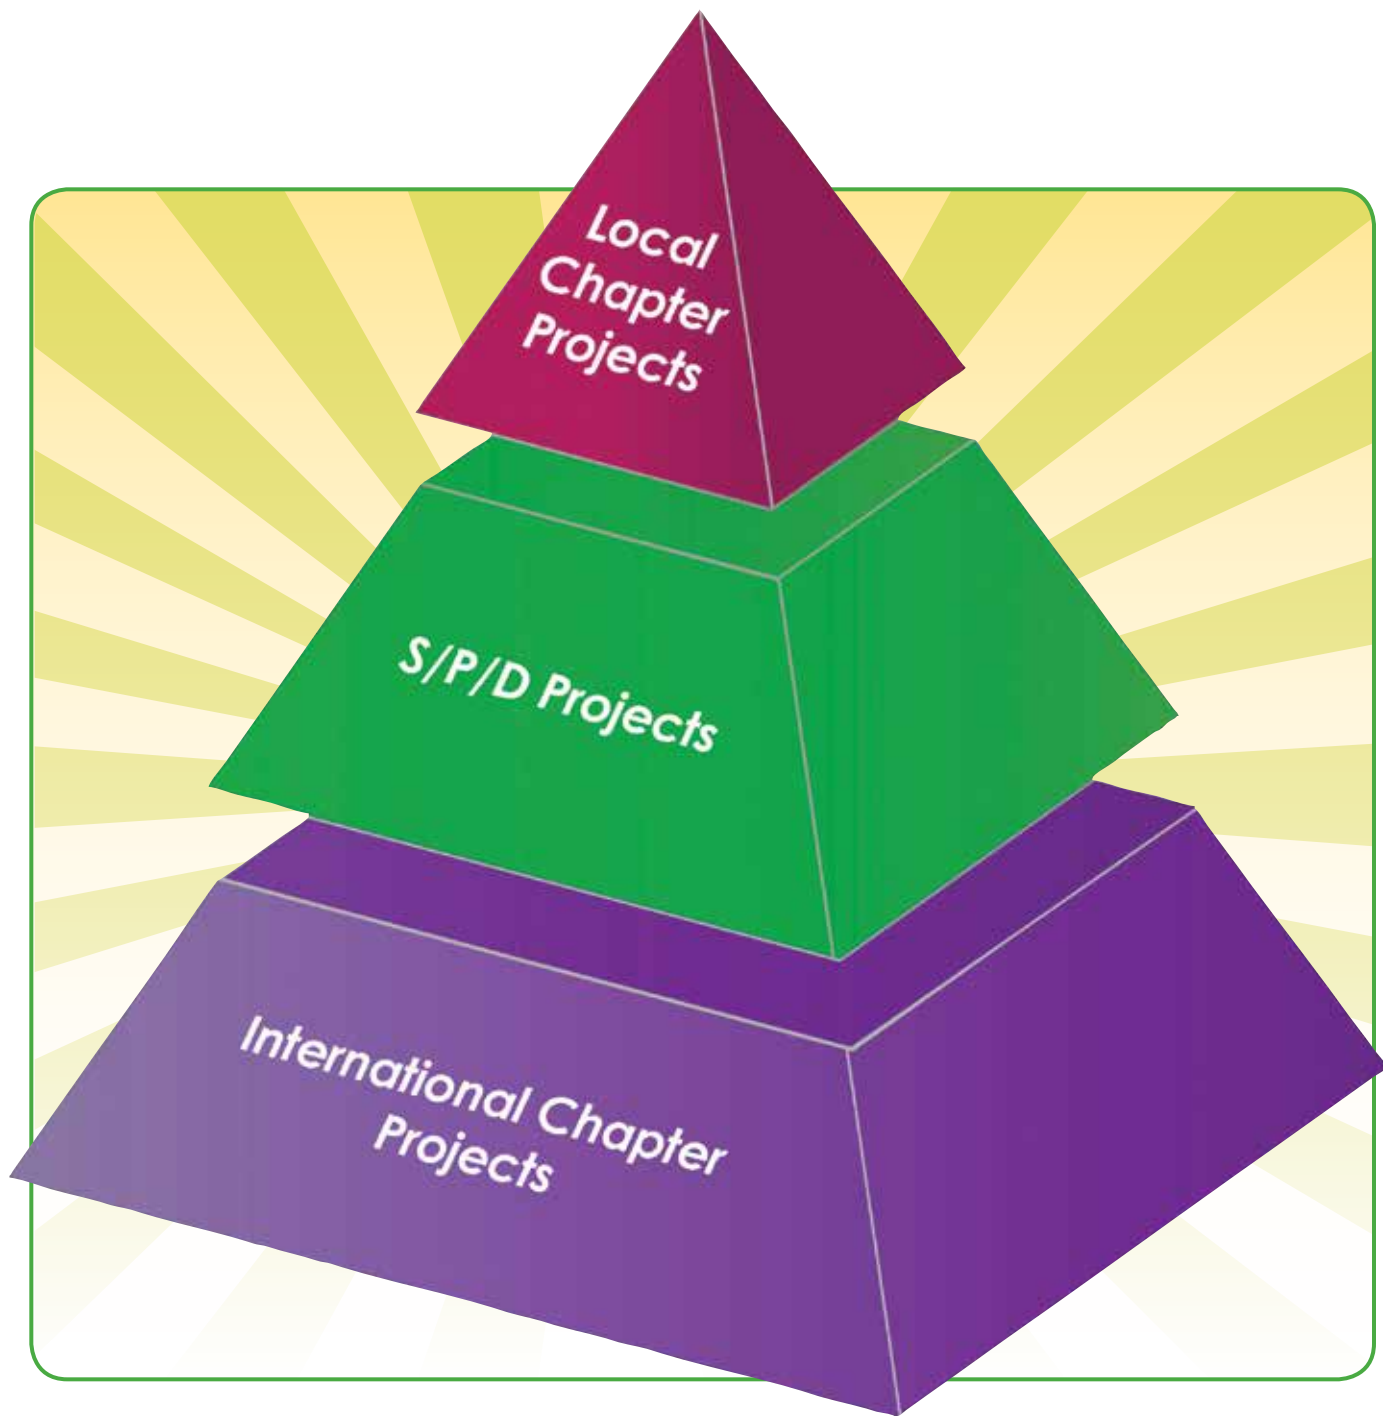 Local
Chapter
Projects
S/P/D Projects
International Chapter
Projects